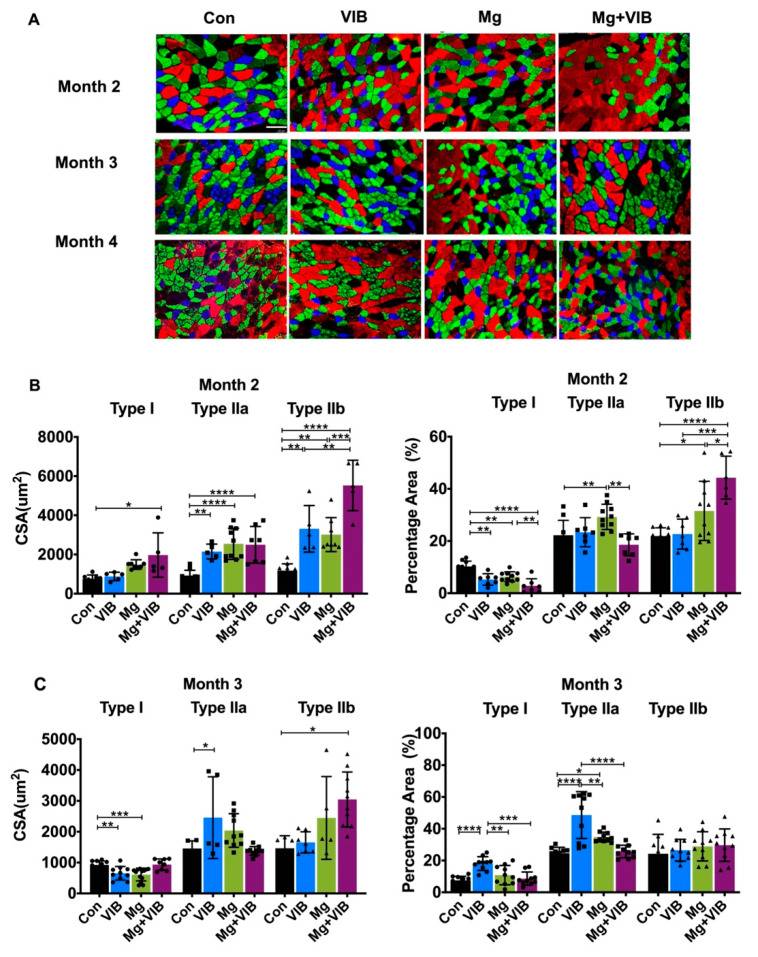 A
Con VIB Mg Mg+VIB
Month 2
Month 3
Month 4
B
Month 2
Type I Type IIa Type IIb
CSA(um²)
8000
6000
4000
2000
0
*
** **** ****
** ** **** *** **
Con VIB Mg Mg+VIB Con VIB Mg Mg+VIB Con VIB Mg Mg+VIB
Month 2
Type I Type IIa Type IIb
Percentage Area (%)
60
40
20
0
** ** **** **
** **
* **** *** *
Con VIB Mg Mg+VIB Con VIB Mg Mg+VIB Con VIB Mg Mg+VIB
C
Month 3
Type I Type IIa Type IIb
CSA(um²)
5000
4000
3000
2000
1000
0
** ***
*
*
Con VIB Mg Mg+VIB Con VIB Mg Mg+VIB Con VIB Mg Mg+VIB
Month 3
Type I Type IIa Type IIb
Percentage Area (%)
100
80
60
40
20
0
**** ** ***
**** * ** ****
Con VIB Mg Mg+VIB Con VIB Mg Mg+VIB Con VIB Mg Mg+VIB